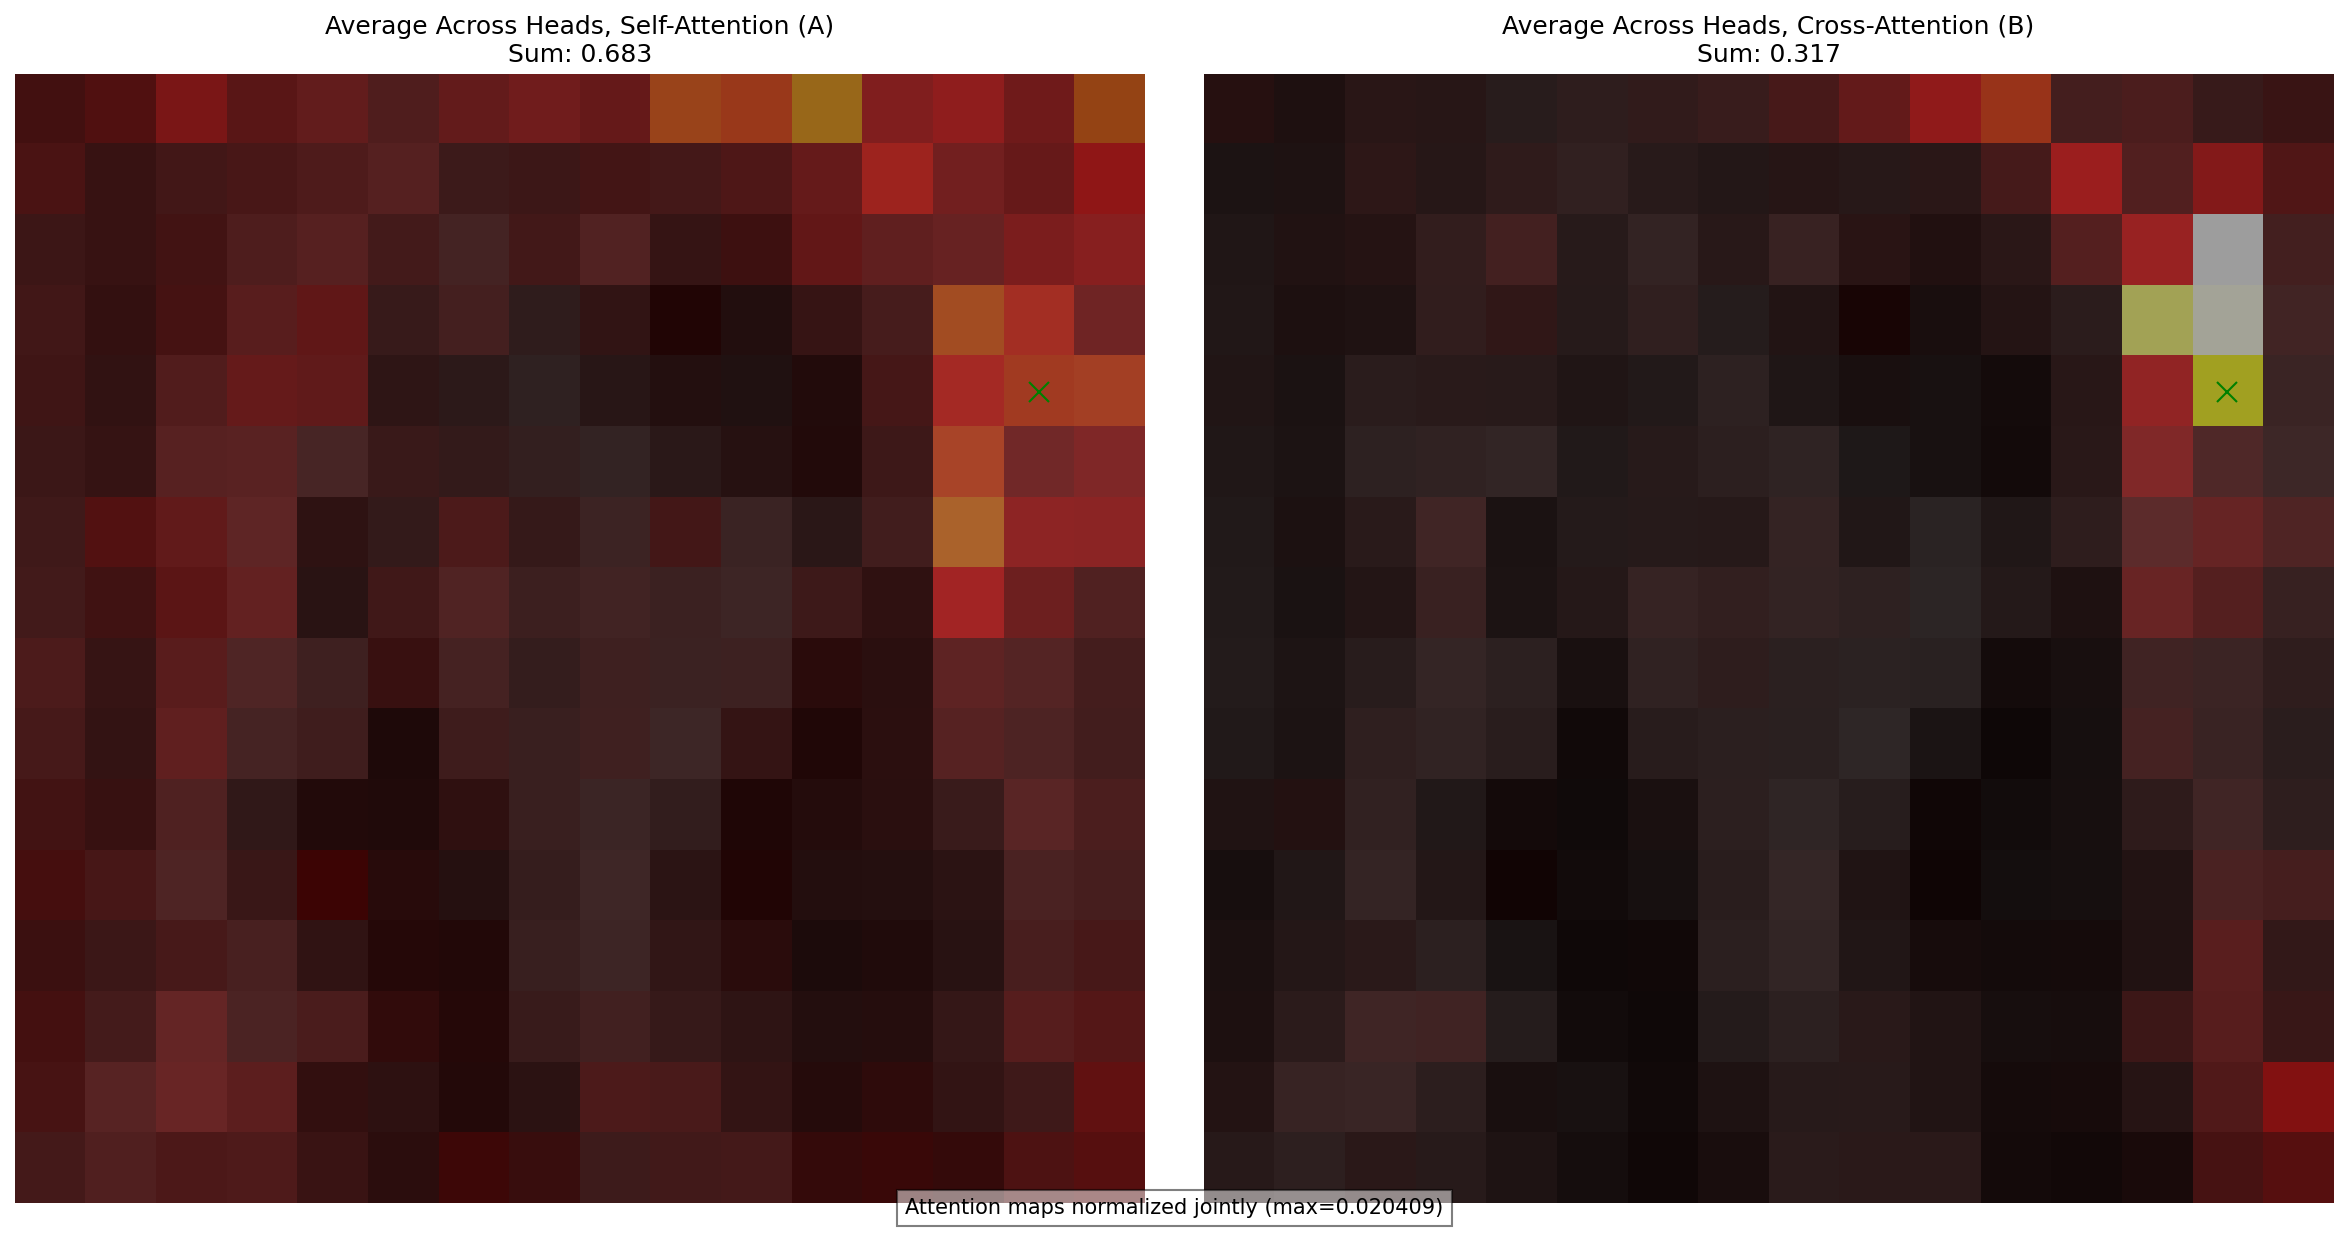 Average Across Heads, Self-Attention (A)
Sum: 0.683
Average Across Heads, Cross-Attention (B)
Sum: 0.317
Attention maps normalized jointly (max=0.020409)